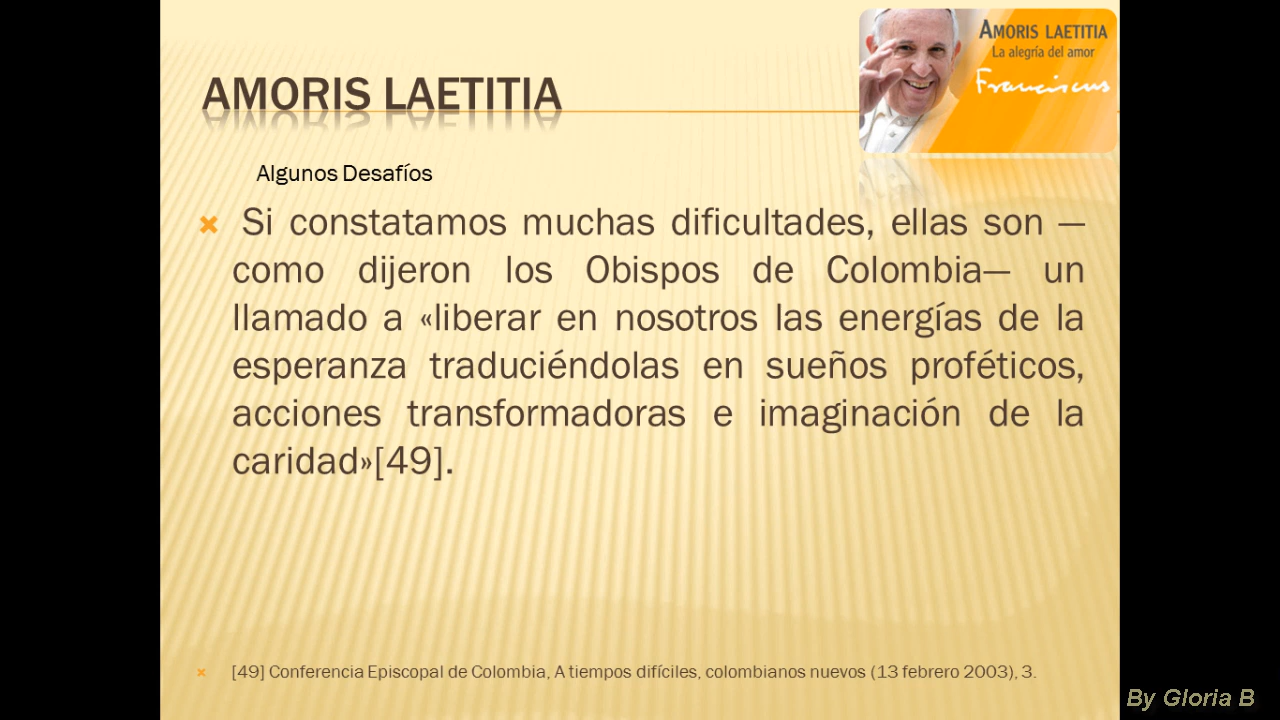 AMORIS LAETITIA
La alegría del amor
Franciscus
AMORIS LAETITIA
Algunos Desafíos
Si constatamos muchas dificultades, ellas son —
como dijeron los Obispos de Colombia— un
llamado a «liberar en nosotros las energías de la
esperanza traduciéndolas en sueños proféticos,
acciones transformadoras e imaginación de la
caridad»[49].
[49] Conferencia Episcopal de Colombia, A tiempos difíciles, colombianos nuevos (13 febrero 2003), 3.
By Gloria B